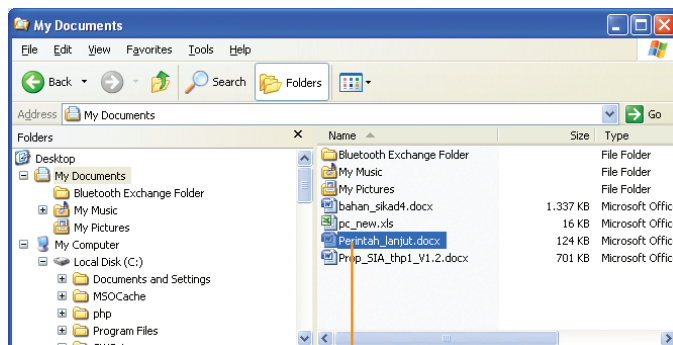 My Documents
File Edit View Favorites Tools Help
Back Search Folders
Address My Documents Go
Folders Name Size Type
Desktop
My Documents
Bluetooth Exchange Folder
My Music
My Pictures
My Computer
Local Disk (C:)
Documents and Settings
MSOCache
php
Program Files
Bluetooth Exchange Folder File Folder
My Music File Folder
My Pictures File Folder
bahan_sikad4.docx 1.337 KB Microsoft Offic
pc_new.xls 16 KB Microsoft Offic
Perintah_lanjut.docx 124 KB Microsoft Offic
Prop_SIA_thp1_V1.2.docx 701 KB Microsoft Offic